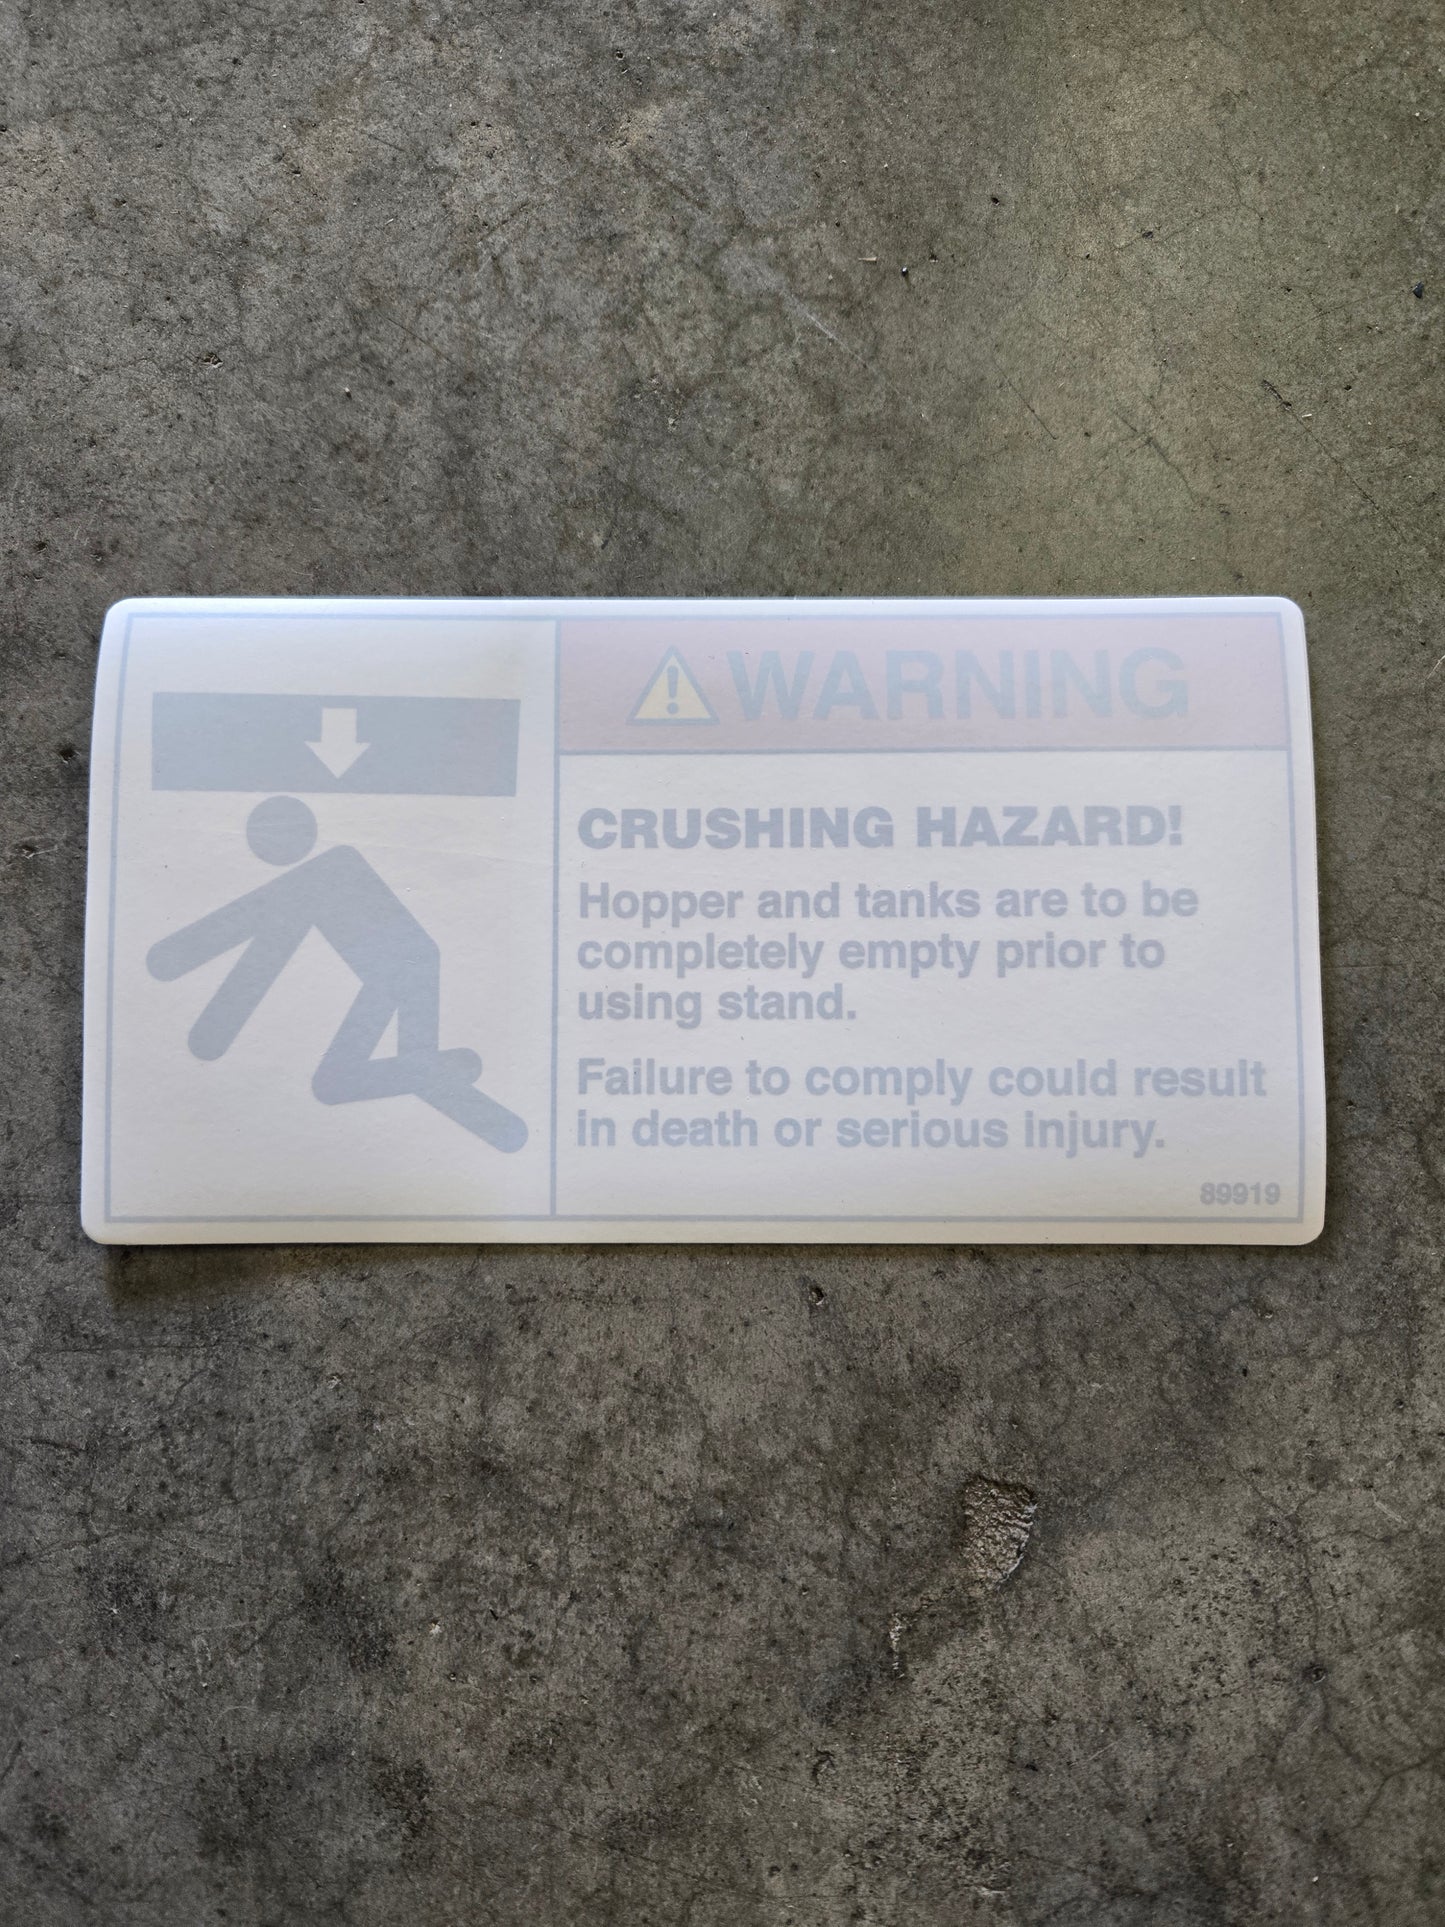 WARNING
CRUSHING HAZARD!
Hopper and tanks are to be
completely empty prior to
using stand.
Failure to comply could result
in death or serious injury.
89919